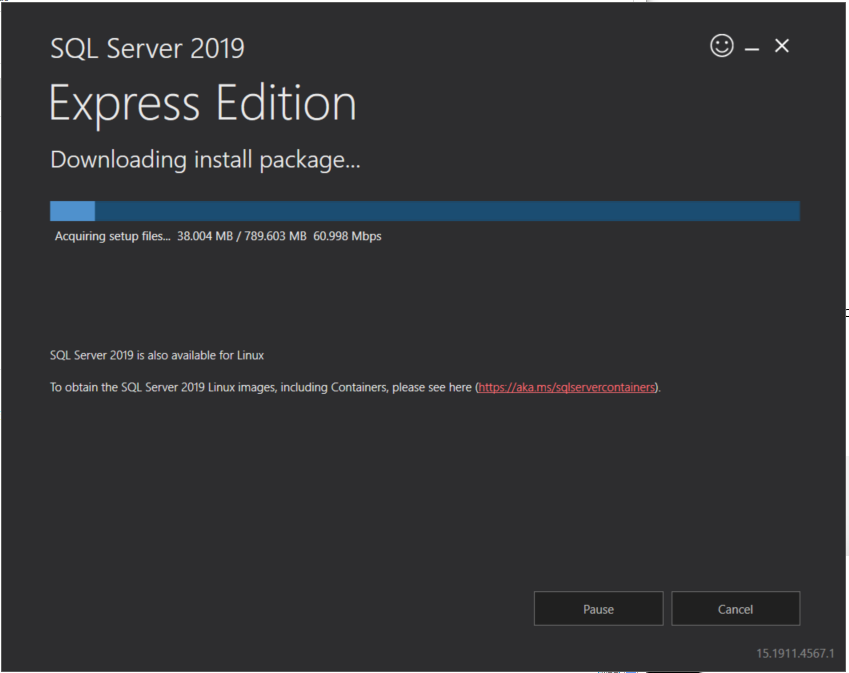 SQL Server 2019
Express Edition
Downloading install package...
Acquiring setup files... 38.004 MB / 789.603 MB 60.998 Mbps
SQL Server 2019 is also available for Linux
To obtain the SQL Server 2019 Linux images, including Containers, please see here (https://aka.ms/sqlservercontainers).
Pause Cancel
15.1911.4567.1